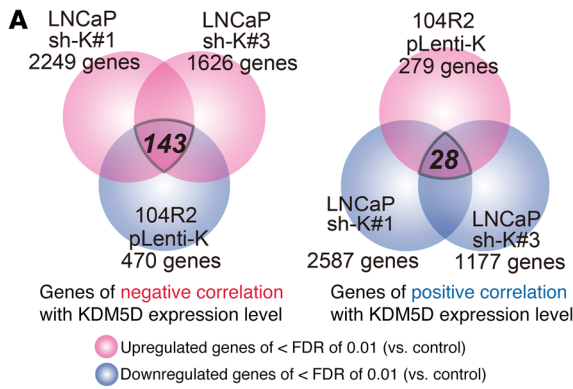 A
LNCaP
sh-K#1
2249 genes
LNCaP
sh-K#3
1626 genes
143
104R2
pLenti-K
470 genes
Genes of negative correlation
with KDM5D expression level
104R2
pLenti-K
279 genes
28
LNCaP
sh-K#1
2587 genes
LNCaP
sh-K#3
1177 genes
Genes of positive correlation
with KDM5D expression level
Upregulated genes of < FDR of 0.01 (vs. control)
Downregulated genes of < FDR of 0.01 (vs. control)